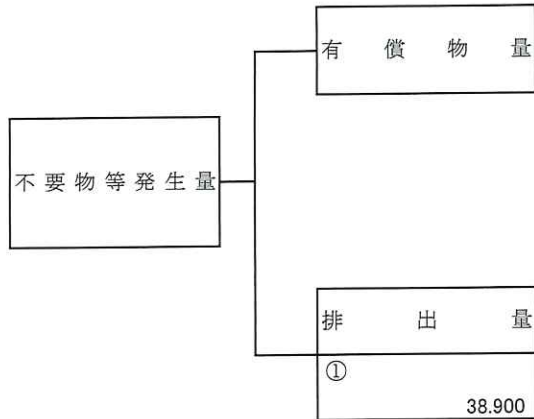 有償物量
不要物等発生量
排出量
①
38.900